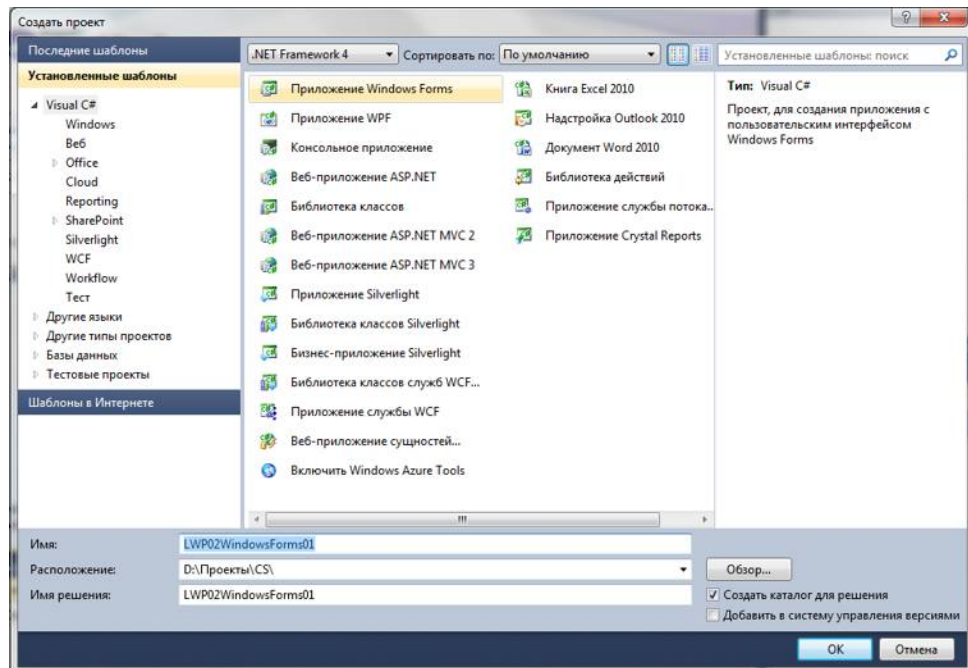 Создать проект
Последние шаблоны
.NET Framework 4
Сортировать по:
По умолчанию
Установленные шаблоны: поиск
Установленные шаблоны
Visual C#
Windows
Веб
Office
Cloud
Reporting
SharePoint
Silverlight
WCF
Workflow
Тест
Другие языки
Другие типы проектов
Базы данных
Тестовые проекты
Шаблоны в Интернете
Приложение Windows Forms
Приложение WPF
Консольное приложение
Веб-приложение ASP.NET
Библиотека классов
Веб-приложение ASP.NET MVC 2
Веб-приложение ASP.NET MVC 3
Приложение Silverlight
Библиотека классов Silverlight
Бизнес-приложение Silverlight
Библиотека классов служб WCF...
Приложение службы WCF
Веб-приложение сущностей...
Включить Windows Azure Tools
Книга Excel 2010
Надстройка Outlook 2010
Документ Word 2010
Библиотека действий
Приложение службы потока..
Приложение Crystal Reports
Тип: Visual C#
Проект, для создания приложения с
пользовательским интерфейсом
Windows Forms
Имя: LWP02WindowsForms01
Расположение: D:\Проекты\CS\
Обзор...
Имя решения: LWP02WindowsForms01
Создать каталог для решения
Добавить в систему управления версиями
OK
Отмена